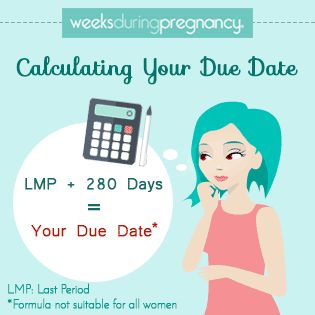 weeksduringpregnancy
Calculating Your Due Date
LMP + 280 Days
=
Your Due Date*
LMP: Last Period
*Formula not suitable for all women